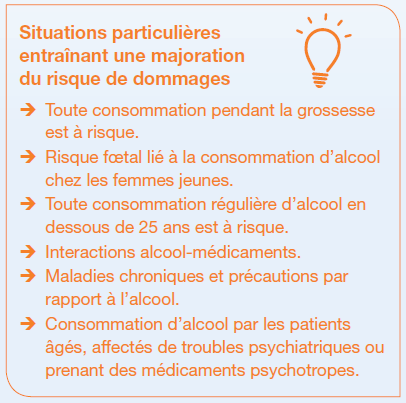 Situations particulières
entraînant une majoration
du risque de dommages
→ Toute consommation pendant la grossesse
est à risque.
→ Risque fœtal lié à la consommation d’alcool
chez les femmes jeunes.
→ Toute consommation régulière d’alcool en
dessous de 25 ans est à risque.
→ Interactions alcool-médicaments.
→ Maladies chroniques et précautions par
rapport à l’alcool.
→ Consommation d’alcool par les patients
âgés, affectés de troubles psychiatriques ou
prenant des médicaments psychotropes.